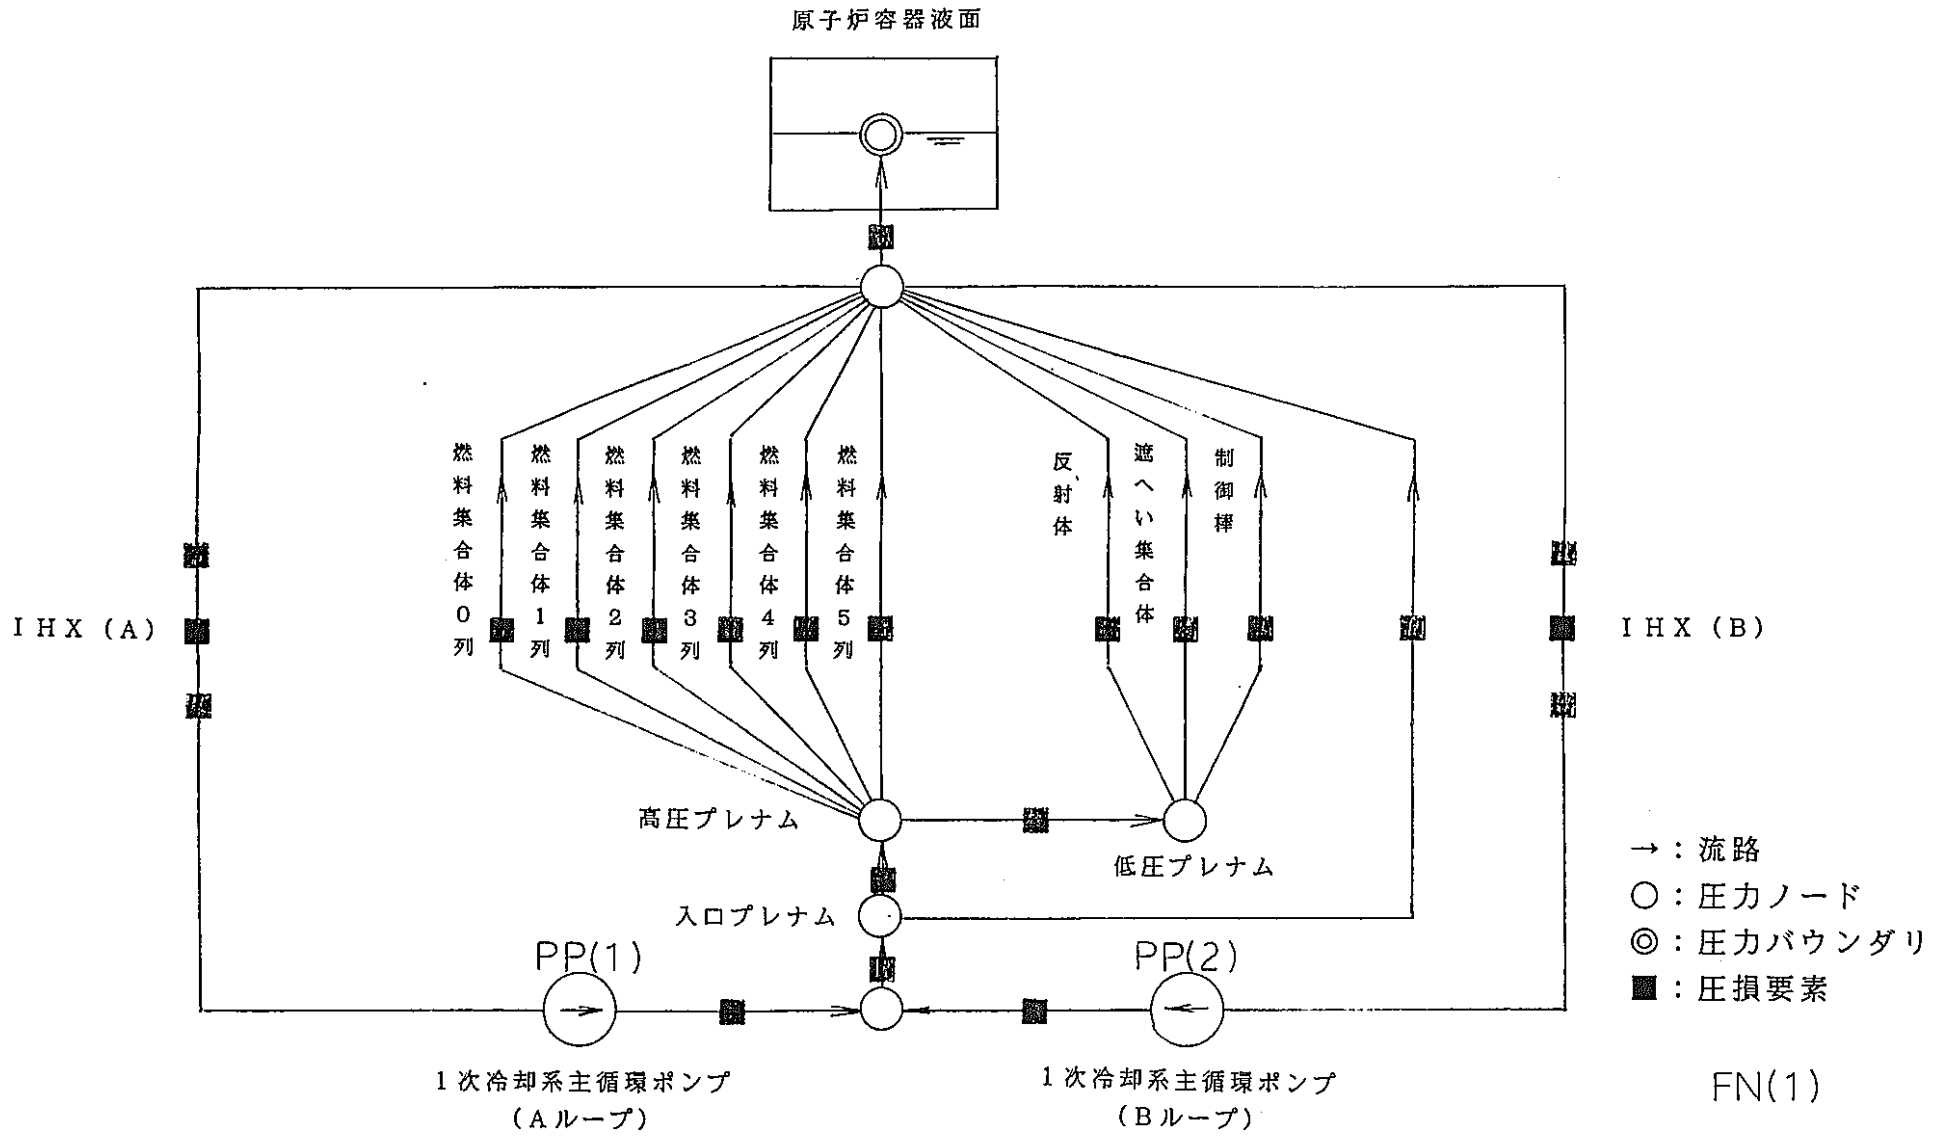 原子炉容器液面
燃料集合体0列
燃料集合体1列
燃料集合体2列
燃料集合体3列
燃料集合体4列
燃料集合体5列
反射体
遮へい集合体
制御棒
IHX (A)
IHX (B)
高圧プレナム
低圧プレナム
入口プレナム
PP(1)
PP(2)
1次冷却系主循環ポンプ
(Aループ)
1次冷却系主循環ポンプ
(Bループ)
→:流路
○:圧力ノード
◎:圧力バウンダリ
■:圧損要素
FN(1)